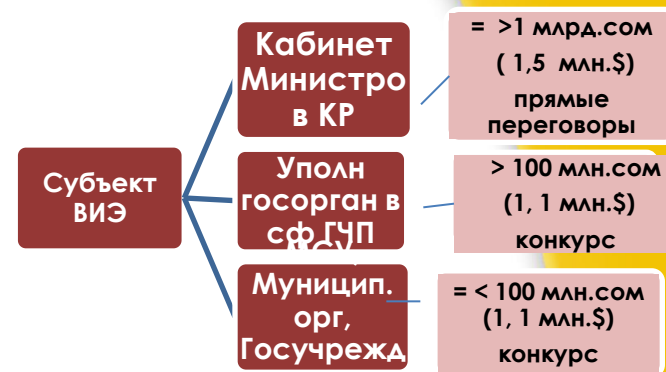 Субъект
ВИЭ
Кабинет
Министро
в КР
= >1 млрд.сом
( 1,5 млн.$)
прямые
переговоры
Уполн
госорган в
сф ГЧП
> 100 млн.сом
(1, 1 млн.$)
конкурс
МСУ,
Муницип.
орг,
Госучрежд
= < 100 млн.сом
(1, 1 млн.$)
конкурс